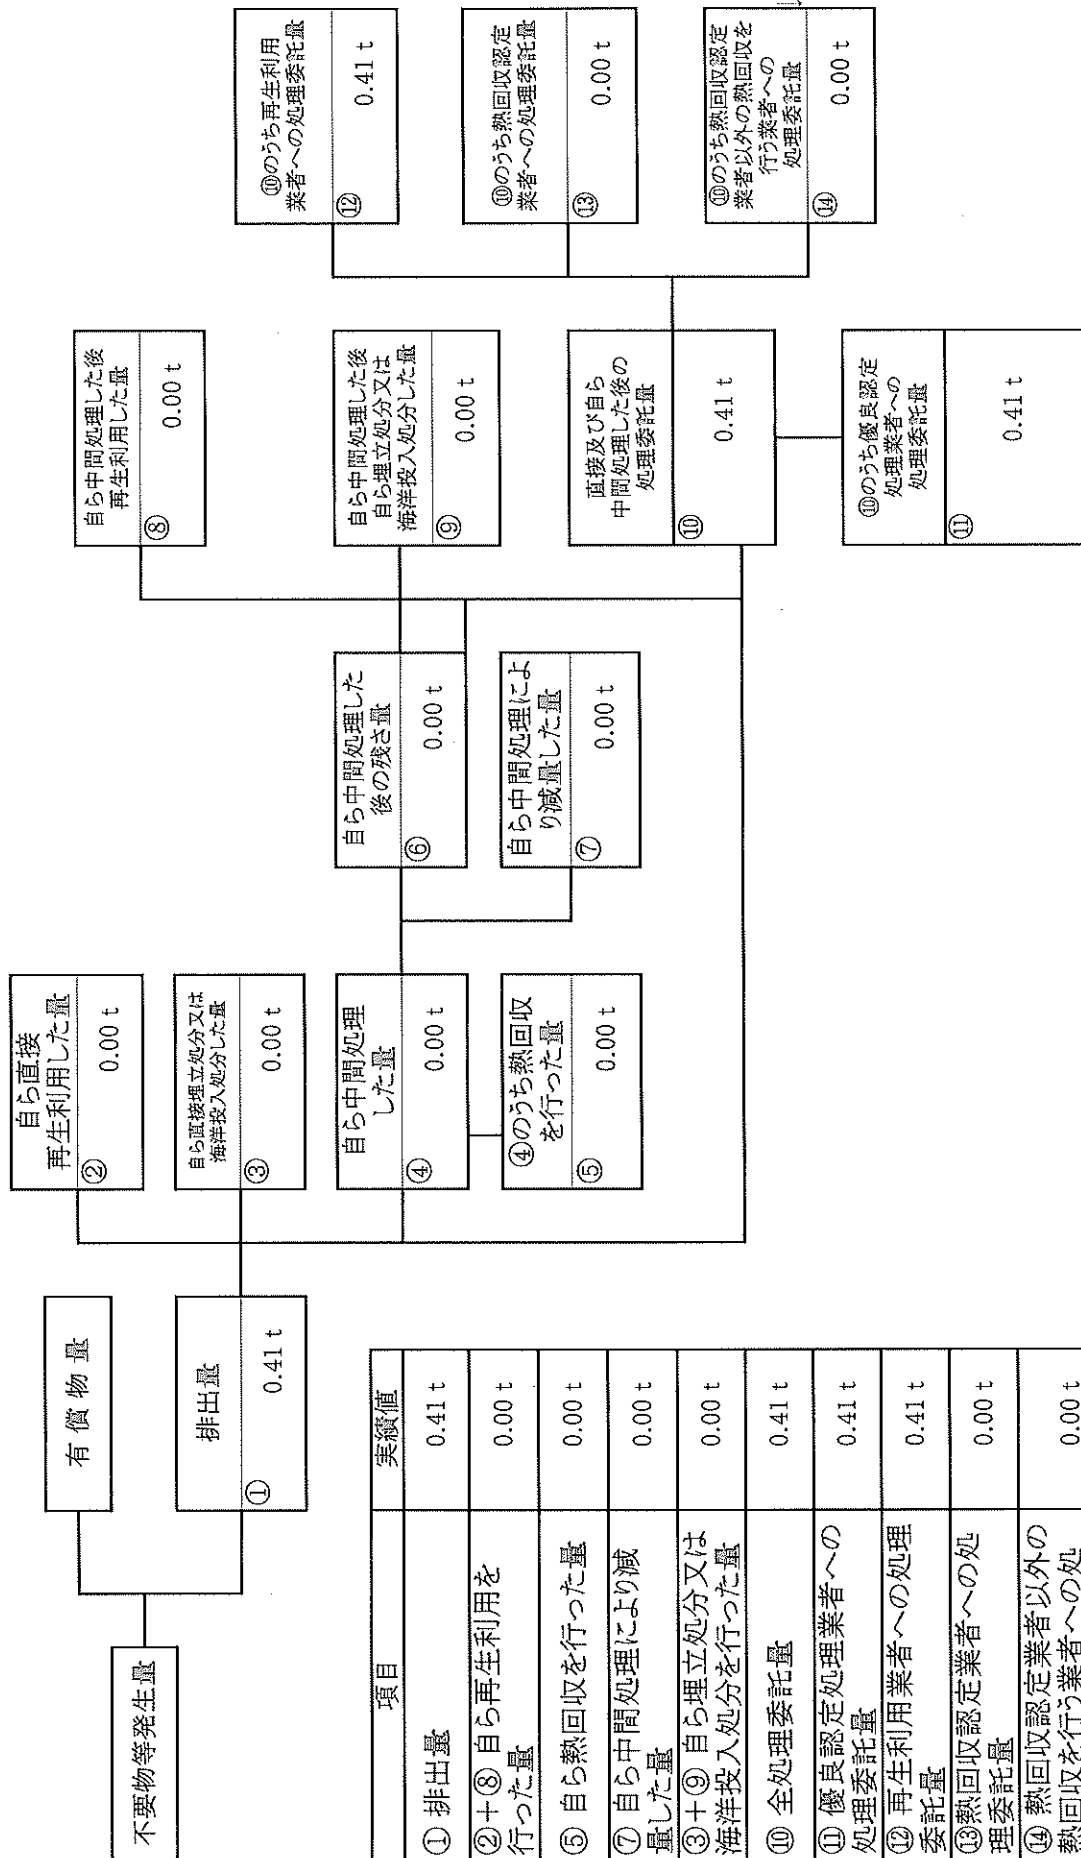 不要物等発生量
有 償 物 量
排出量
①
0.41 t
自ら直接
再生利用した量
②
0.00 t
自ら直接埋立処分又は
海洋投入処分した量
③
0.00 t
自ら中間処理
した量
④
0.00 t
④のうち熱回収
を行った量
⑤
0.00 t
自ら中間処理した
後の残さ量
⑥
0.00 t
自ら中間処理によ
り減量した量
⑦
0.00 t
自ら中間処理した後
再生利用した量
⑧
0.00 t
自ら中間処理した後
自ら埋立処分又は
海洋投入処分した量
⑨
0.00 t
直接及び自ら
中間処理した後の
処理委託量
⑩
0.41 t
⑩のうち優良認定
処理業者への
処理委託量
⑪
0.41 t
⑩のうち再生利用
業者への処理委託量
⑫
0.41 t
⑩のうち熱回収認定
業者への処理委託量
⑬
0.00 t
⑩のうち熱回収認定
業者以外の熱回収を
行う業者への
処理委託量
⑭
0.00 t
項目
実績値
① 排出量
0.41 t
②＋⑧ 自ら再生利用を
行った量
0.00 t
⑤ 自ら熱回収を行った量
0.00 t
⑦ 自ら中間処理により減
量した量
0.00 t
③＋⑨ 自ら埋立処分又は
海洋投入処分を行った量
0.00 t
⑩ 全処理委託量
0.41 t
⑪ 優良認定処理業者への
処理委託量
0.41 t
⑫ 再生利用業者への処理
委託量
0.41 t
⑬熱回収認定業者への処
理委託量
0.00 t
⑭ 熱回収認定業者以外の
熱回収を行う業者への処
0.00 t